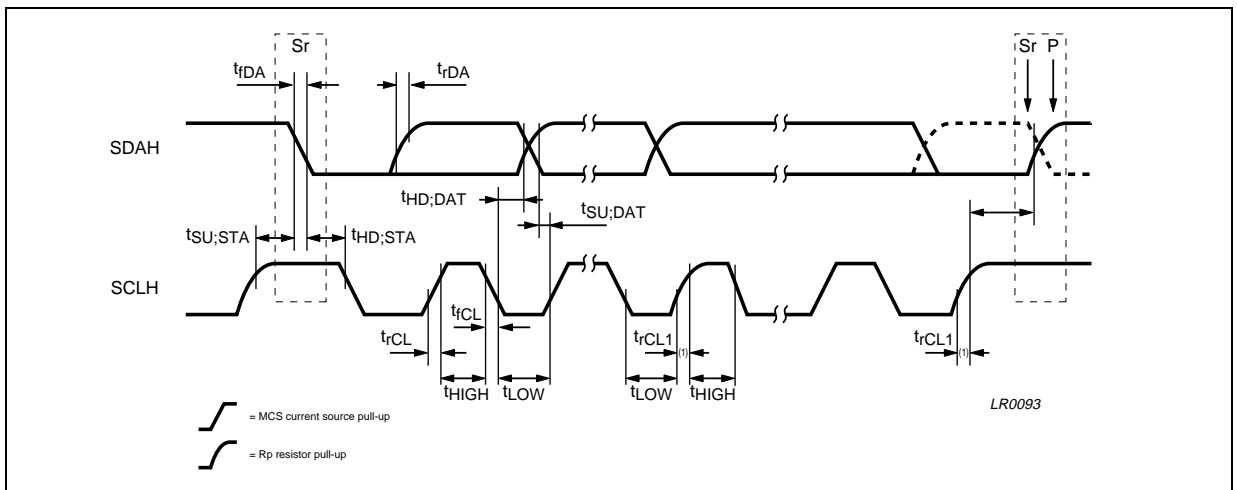 Sr
Sr P
tfDA
trDA
SDAH
tHD;DAT
tSU;DAT
tSU;STA
tHD;STA
SCLH
tfCL
trCL
trCL1
(1)
trCL1
(1)
tHIGH
tLOW
tLOW
tHIGH
LR0093
= MCS current source pull-up
= Rp resistor pull-up